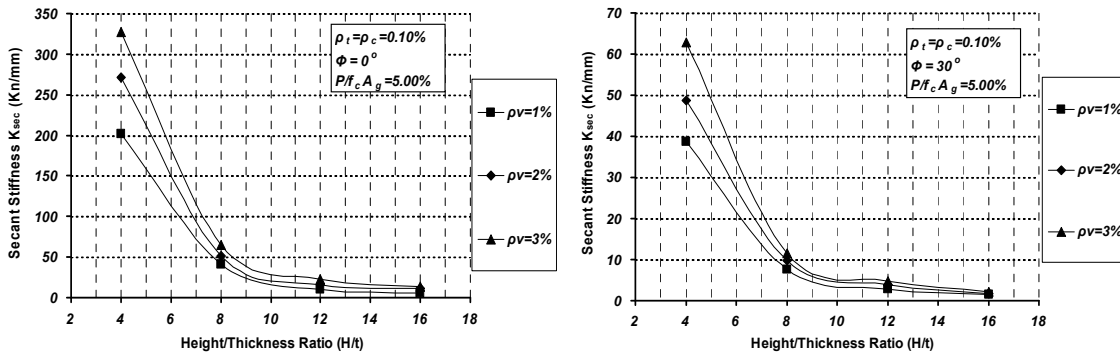 350
300
250
200
150
100
50
0
Secant Stiffness Ksec (Kn/mm)
ρt=ρc=0.10%
Φ = 0°
P/fc Ag=5.00%
2 4 6 8 10 12 14 16 18
Height/Thickness Ratio (H/t)
ρv=1%
ρv=2%
ρv=3%
70
60
50
40
30
20
10
0
Secant Stiffness Ksec (Kn/mm)
ρt=ρc=0.10%
Φ = 30°
P/fc Ag=5.00%
2 4 6 8 10 12 14 16 18
Height/Thickness Ratio (H/t)
ρv=1%
ρv=2%
ρv=3%